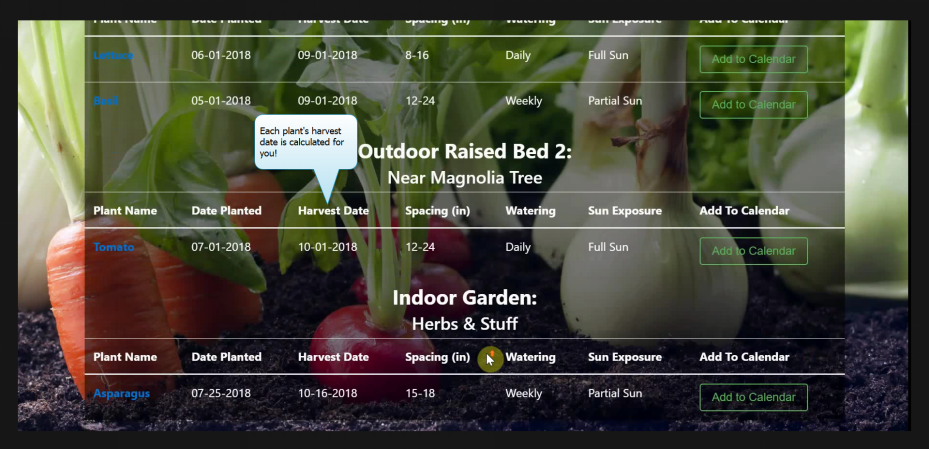 Plant Name Date Planted Harvest Date Spacing (in) Watering Sun Exposure Add To Calendar
Lettuce 06-01-2018 09-01-2018 8-16 Daily Full Sun Add to Calendar
Basil 05-01-2018 09-01-2018 12-24 Weekly Partial Sun Add to Calendar
Each plant's harvest
date is calculated for
you!
Outdoor Raised Bed 2:
Near Magnolia Tree
Plant Name Date Planted Harvest Date Spacing (in) Watering Sun Exposure Add To Calendar
Tomato 07-01-2018 10-01-2018 12-24 Daily Full Sun Add to Calendar
Indoor Garden:
Herbs & Stuff
Plant Name Date Planted Harvest Date Spacing (in) Watering Sun Exposure Add To Calendar
Asparagus 07-25-2018 10-16-2018 15-18 Weekly Partial Sun Add to Calendar